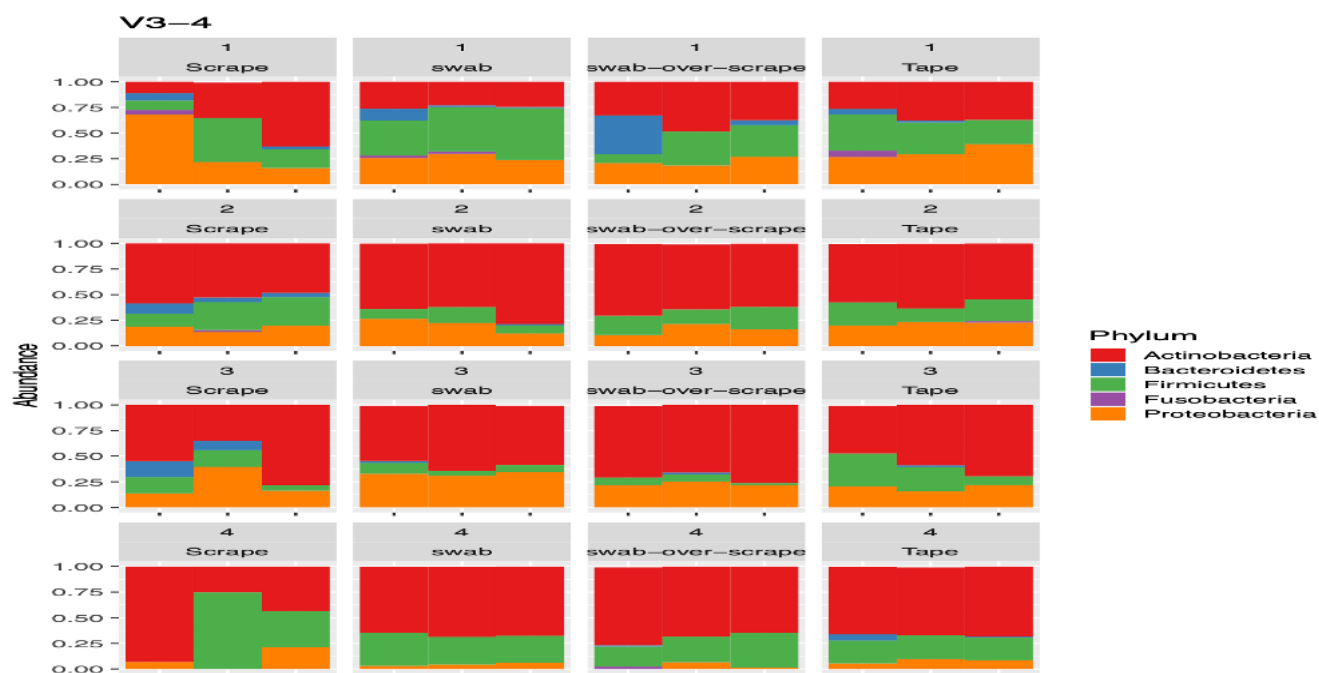 V3-4
1 1 1 1
Scrape swab swab-over-scrape Tape
1.00
0.75
0.50
0.25
0.00
2 2 2 2
Scrape swab swab-over-scrape Tape
1.00
0.75
0.50
0.25
0.00
3 3 3 3
Scrape swab swab-over-scrape Tape
1.00
0.75
0.50
0.25
0.00
4 4 4 4
Scrape swab swab-over-scrape Tape
1.00
0.75
0.50
0.25
0.00
Abundance
Phylum
Actinobacteria
Bacteroidetes
Firmicutes
Fusobacteria
Proteobacteria